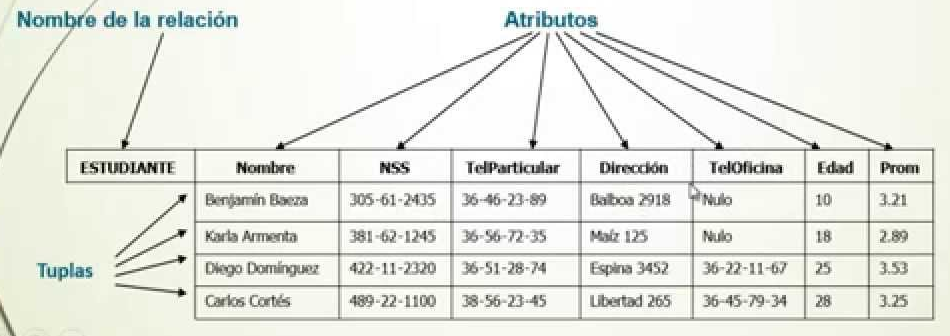 Nombre de la relación Atributos
ESTUDIANTE Nombre NSS TelParticular Dirección TelOficina Edad Prom
Benjamín Baeza 305-61-2435 36-46-23-89 Balboa 2918 Nulo 10 3.21
Karla Armenta 381-62-1245 36-56-72-35 Maíz 125 Nulo 18 2.89
Tuplas Diego Domínguez 422-11-2320 36-51-28-74 Espina 3452 36-22-11-67 25 3.53
Carlos Cortés 489-22-1100 38-56-23-45 Libertad 265 36-45-79-34 28 3.25